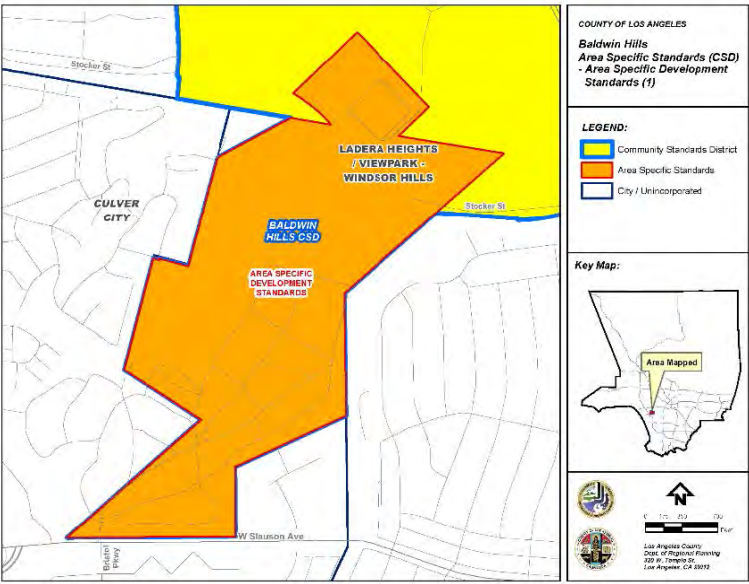 Stocker St
LADERA HEIGHTS
/ VIEWPARK -
WINDSOR HILLS
CULVER
CITY
Stocker St
BALDWIN
HILLS CSD
AREA SPECIFIC
DEVELOPMENT
STANDARDS
W Slauson Ave
Bristol
Pkwy
COUNTY OF LOS ANGELES
Baldwin Hills
Area Specific Standards (CSD)
- Area Specific Development
Standards (1)
LEGEND:
Community Standards District
Area Specific Standards
City / Unincorporated
Key Map:
Area Mapped
N
Los Angeles County
Dept. of Regional Planning
320 W. Temple St.
Los Angeles, CA 90012